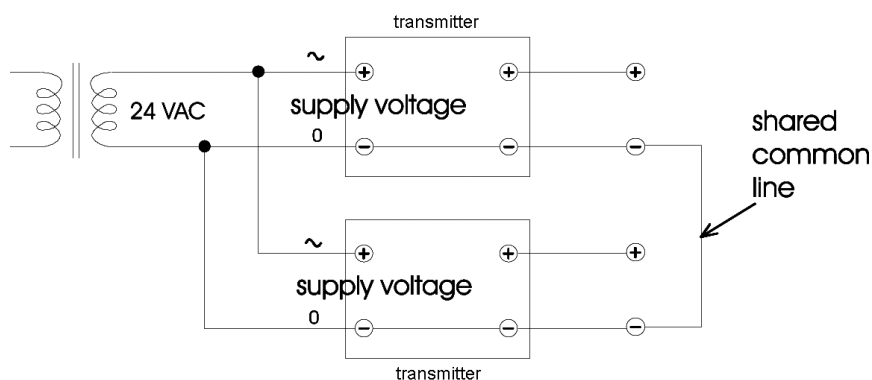 transmitter
~
+
+
+
24 VAC
supply voltage
0
−
−
−
shared
common
line
~
+
+
+
supply voltage
0
−
−
−
transmitter